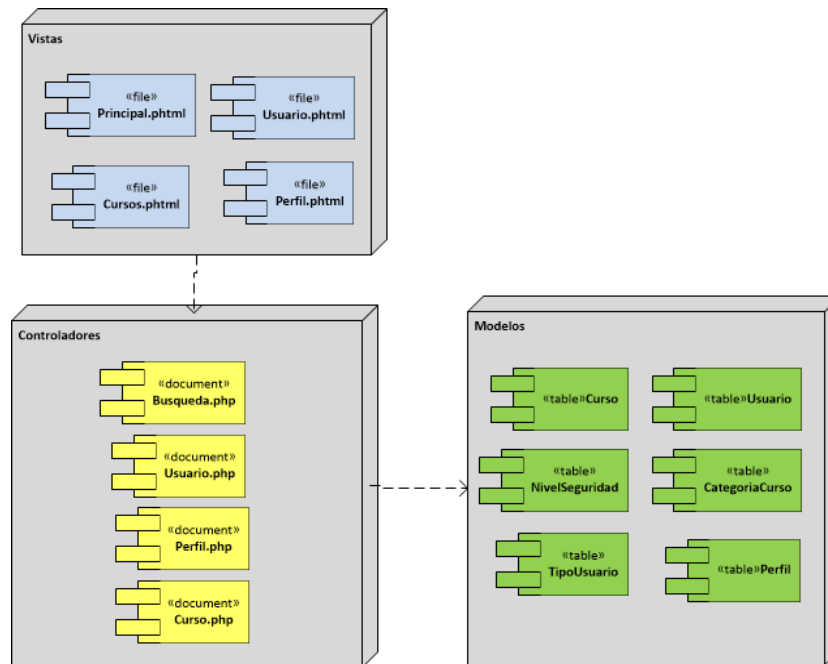 Vistas
«file»
Principal.phtml
«file»
Usuario.phtml
«file»
Cursos.phtml
«file»
Perfil.phtml
Controladores
«document»
Busqueda.php
«document»
Usuario.php
«document»
Perfil.php
«document»
Curso.php
Modelos
«table»Curso
«table»Usuario
«table»
NivelSeguridad
«table»
CategoriaCurso
«table»
TipoUsuario
«table»Perfil